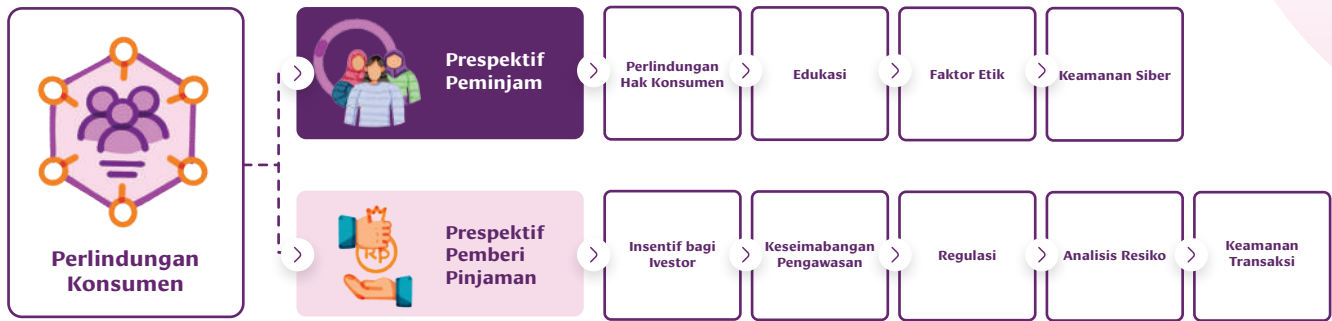 Perlindungan
Konsumen
Prespektif
Peminjam
Perlindungan
Hak Konsumen
Edukasi
Faktor Etik
Keamanan Siber
Prespektif
Pemberi
Pinjaman
Rp
Insentif bagi
Ivestor
Keseimabangan
Pengawasan
Regulasi
Analisis Resiko
Keamanan
Transaksi